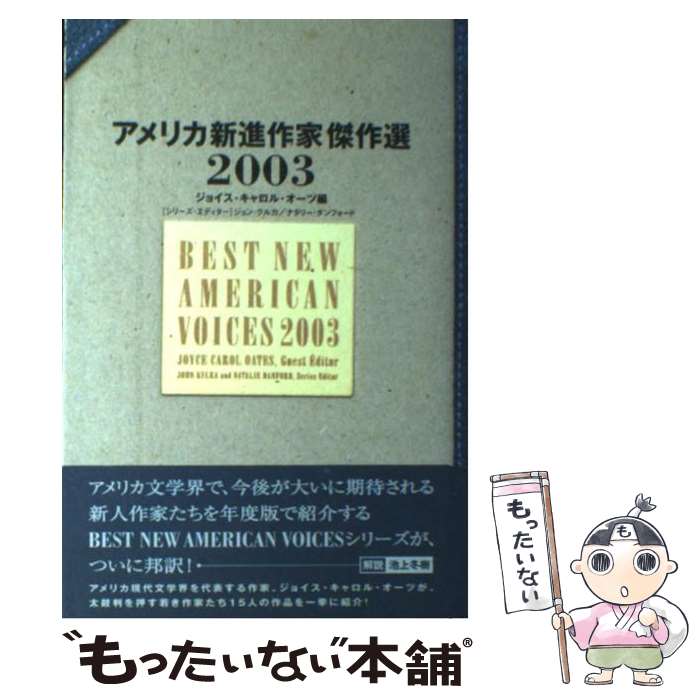 アメリカ新進作家傑作選
2003
ジョイス・キャロル・オーツ編
[シリーズ・エディター]ジョン・クルカ/ナタリー・ダンフォード
BEST NEW
AMERICAN
VOICES 2003
JOYCE CAROL OATES, Guest Editor
JOHN KULKA and NATALIE DANFORD, Series Editor
アメリカ文学界で、今後が大いに期待される
新人作家たちを年度版で紹介する
BEST NEW AMERICAN VOICESシリーズが、
ついに邦訳!
解説 池上冬樹
アメリカ現代文学界を代表する作家、ジョイス・キャロル・オーツが、
太鼓判を押す若き作家たち15人の作品を一挙に紹介!
も
もったいない
“もったいない本舗®